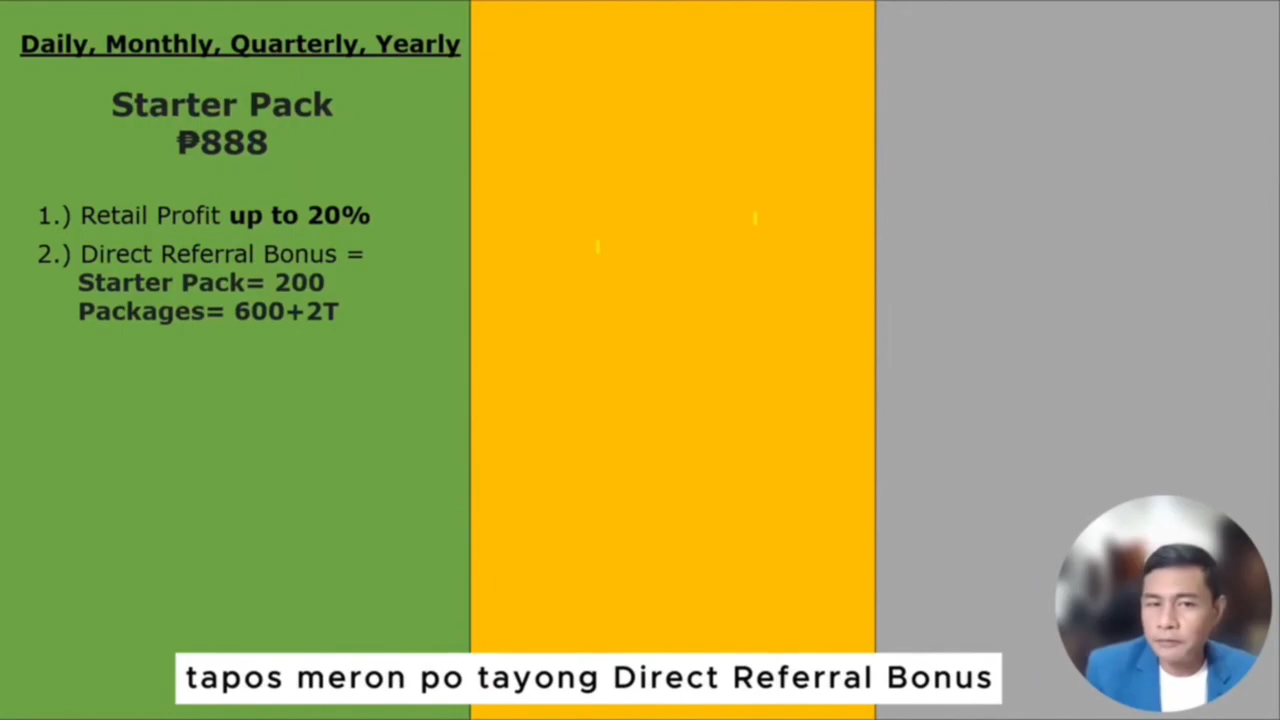 Daily, Monthly, Quarterly, Yearly
Starter Pack
₱888
1.) Retail Profit up to 20%
2.) Direct Referral Bonus =
Starter Pack= 200
Packages= 600+2T
tapos meron po tayong Direct Referral Bonus